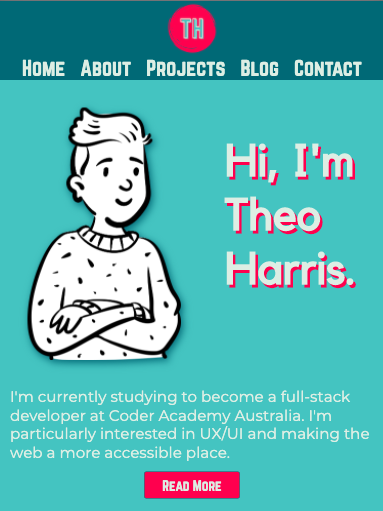 TH
Home About Projects Blog Contact
Hi, I'm
Theo
Harris.
I'm currently studying to become a full-stack
developer at Coder Academy Australia. I'm
particularly interested in UX/UI and making the
web a more accessible place.
Read More